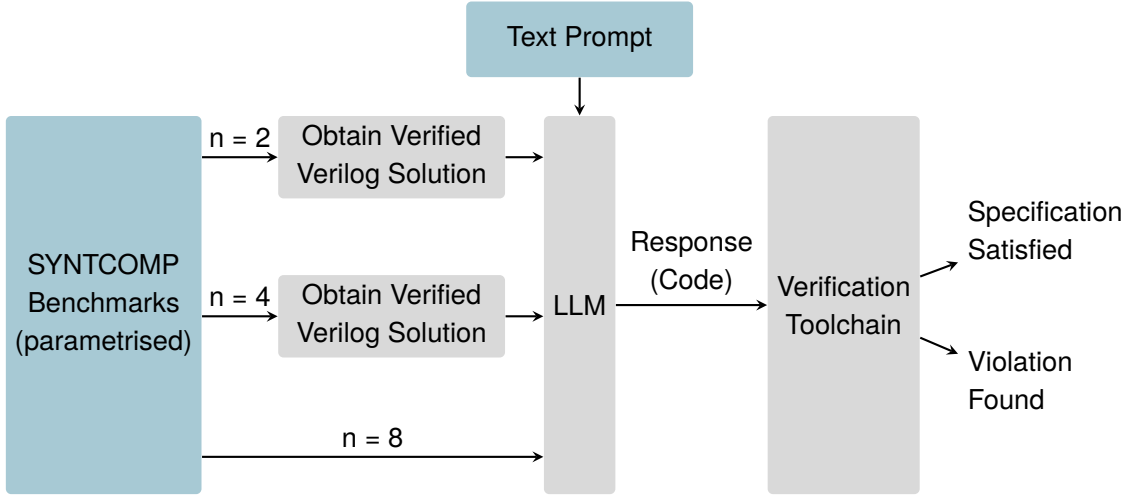 Text Prompt
n = 2
Obtain Verified
Verilog Solution
SYNTCOMP
Benchmarks
(parametrised)
n = 4
Obtain Verified
Verilog Solution
n = 8
LLM
Response
(Code)
Verification
Toolchain
Specification
Satisfied
Violation
Found